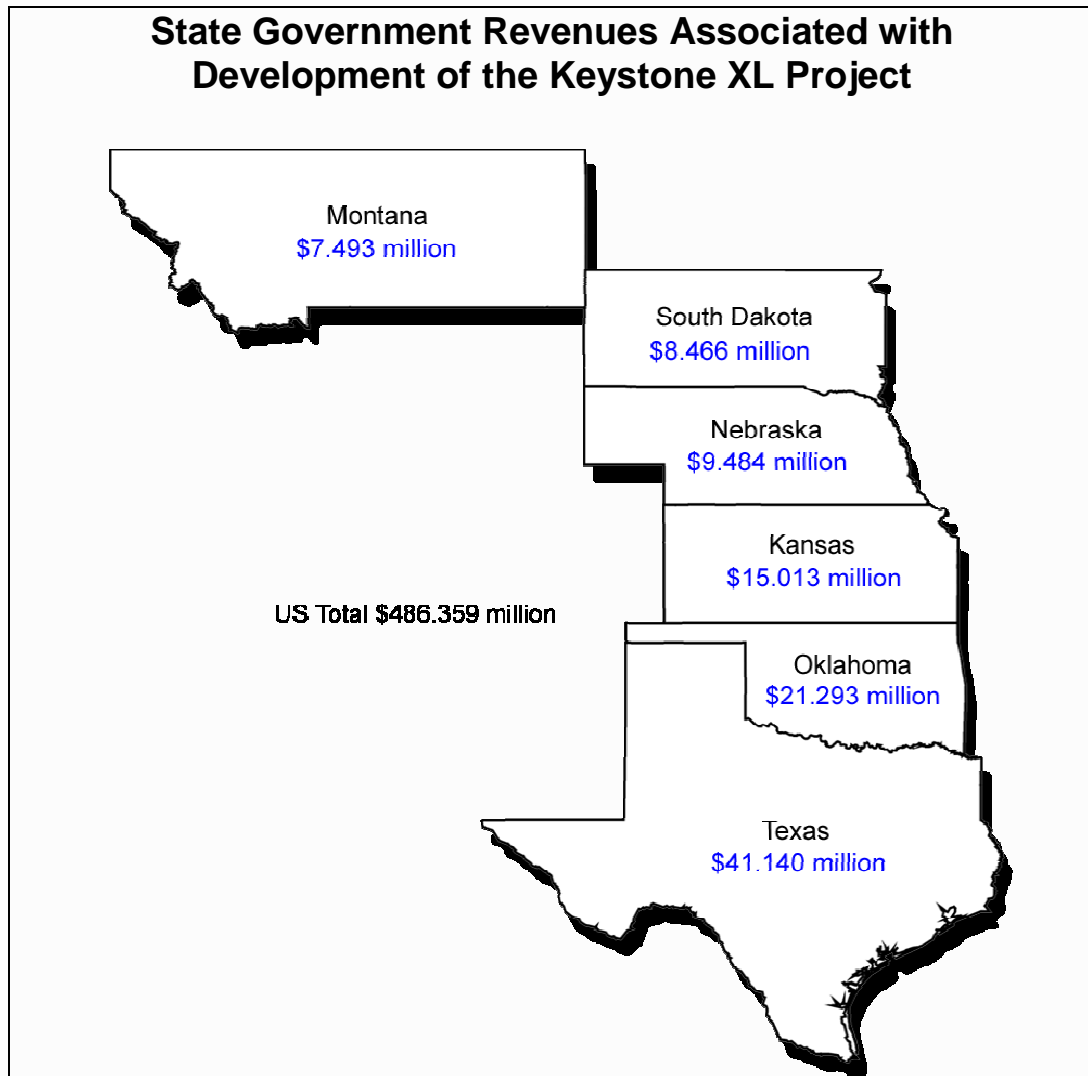 State Government Revenues Associated with
Development of the Keystone XL Project
Montana
$7.493 million
South Dakota
$8.466 million
Nebraska
$9.484 million
Kansas
$15.013 million
US Total $486.359 million
Oklahoma
$21.293 million
Texas
$41.140 million